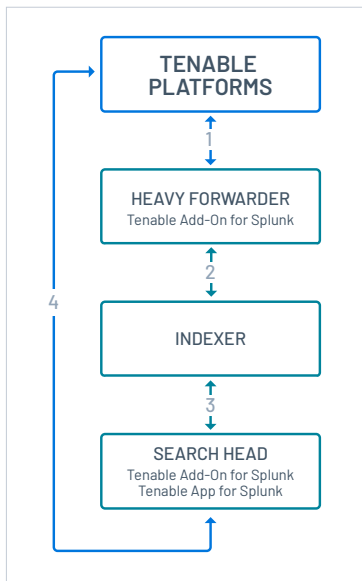 TENABLE
PLATFORMS
1
HEAVY FORWARDER
Tenable Add-On for Splunk
2
INDEXER
4
3
SEARCH HEAD
Tenable Add-On for Splunk
Tenable App for Splunk